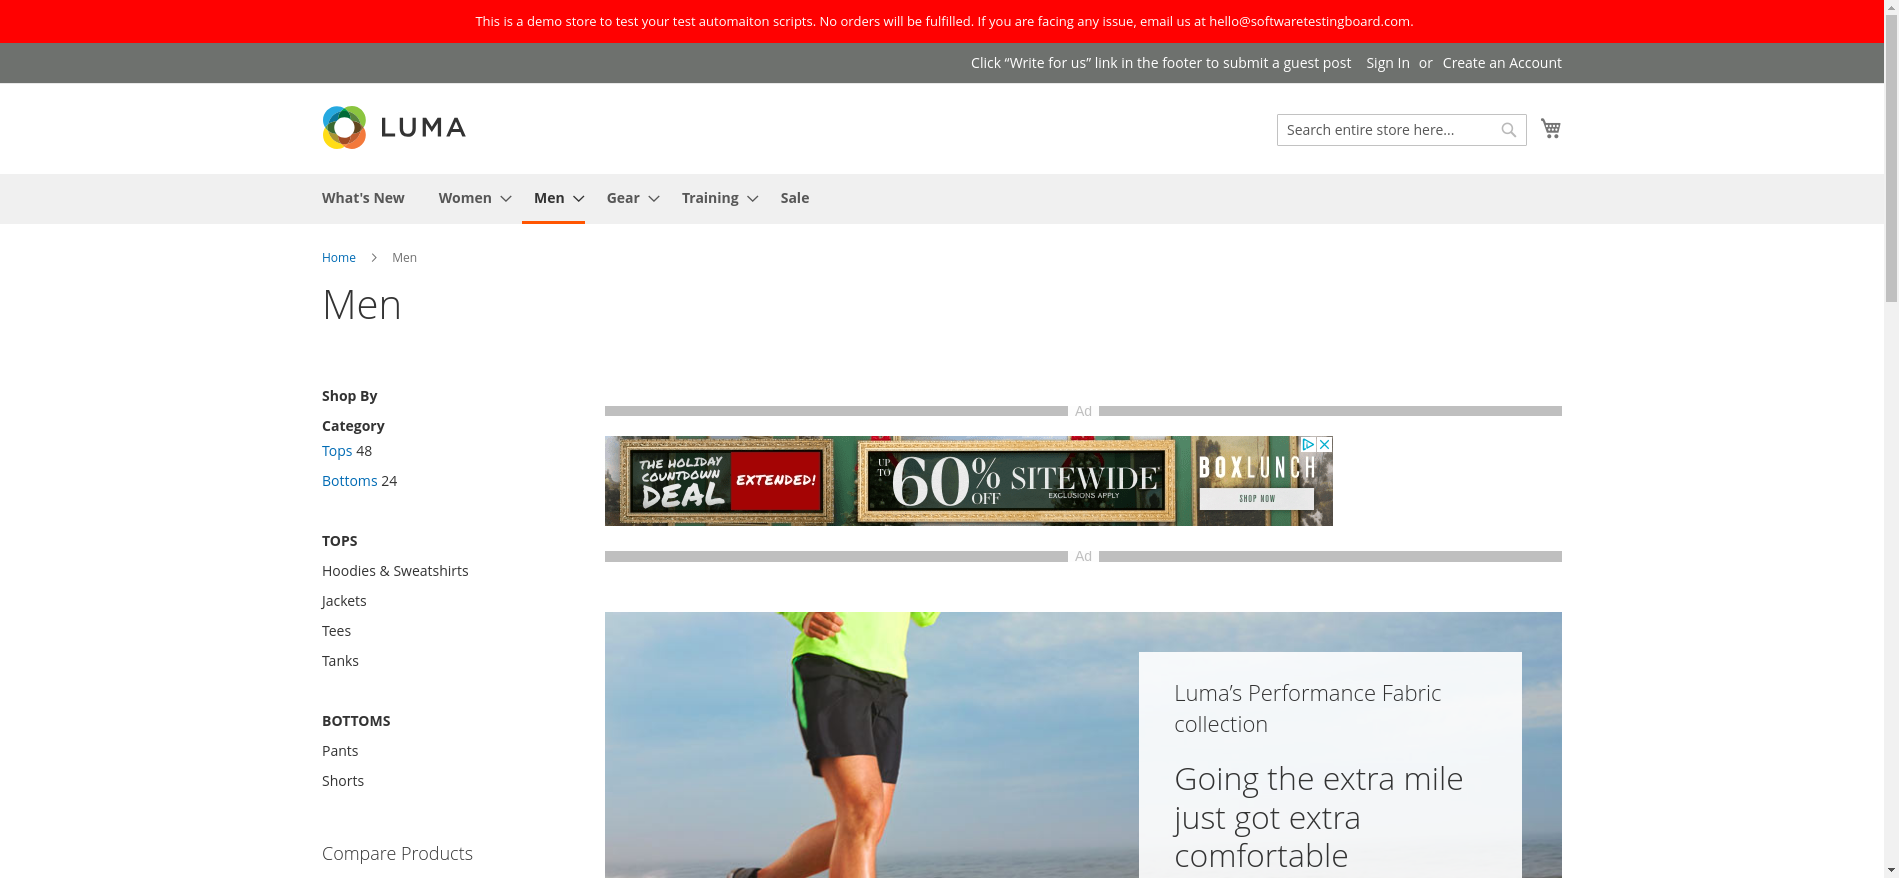 This is a demo store to test your test automaiton scripts. No orders will be fulfilled. If you are facing any issue, email us at hello@softwaretestingboard.com.
Click “Write for us” link in the footer to submit a guest post Sign In or Create an Account
LUMA
Search entire store here...
What's New Women Men Gear Training Sale
Home Men
Men
Shop By
Category
Tops 48
Bottoms 24
TOPS
Hoodies & Sweatshirts
Jackets
Tees
Tanks
BOTTOMS
Pants
Shorts
Compare Products
Ad
THE HOLIDAY
COUNTDOWN
DEAL
EXTENDED!
UP
TO
60% OFF
SITEWIDE
EXCLUSIONS APPLY
BOXLUNCH
SHOP NOW
Ad
Luma’s Performance Fabric
collection
Going the extra mile
just got extra
comfortable